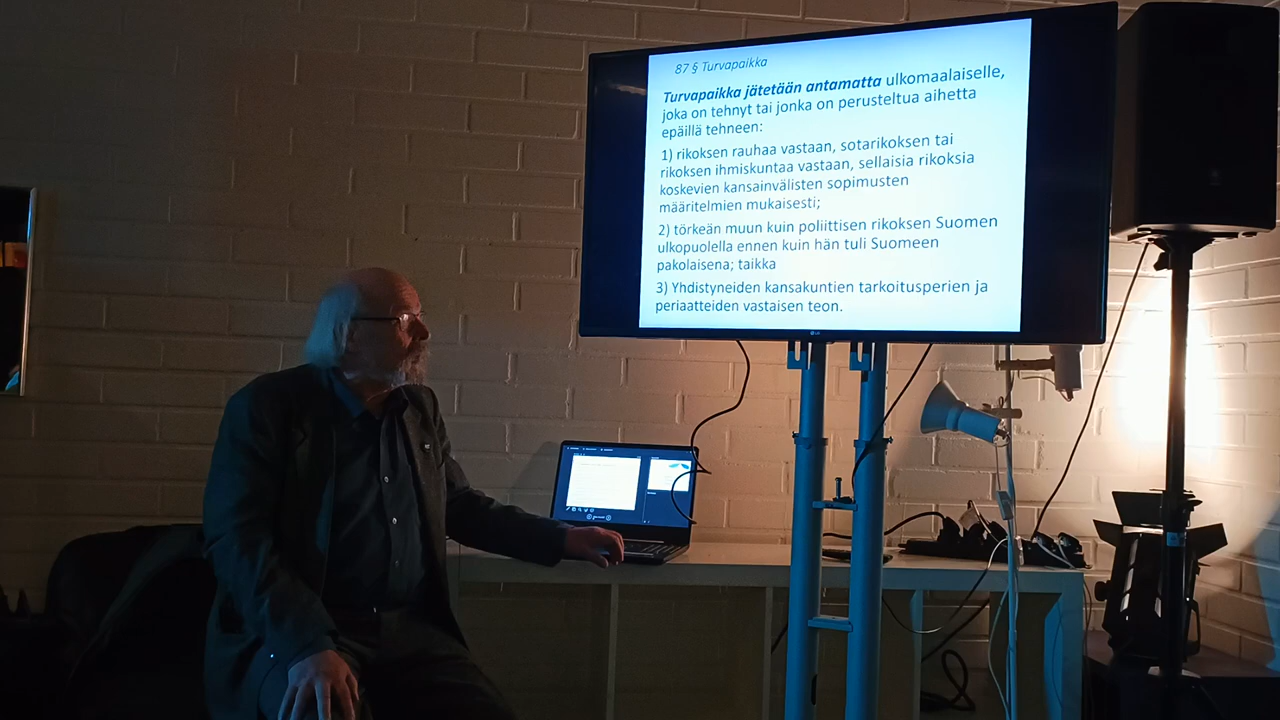 87 § Turvapaikka
Turvapaikka jätetään antamatta ulkomaalaiselle,
joka on tehnyt tai jonka on perusteltua aihetta
epäillä tehneen:
1) rikoksen rauhaa vastaan, sotarikoksen tai
rikoksen ihmiskuntaa vastaan, sellaisia rikoksia
koskevien kansainvälisten sopimusten
määritelmien mukaisesti;
2) törkeän muun kuin poliittisen rikoksen Suomen
ulkopuolella ennen kuin hän tuli Suomeen
pakolaisena; taikka
3) Yhdistyneiden kansakuntien tarkoitusperien ja
periaatteiden vastaisen teon.
LG